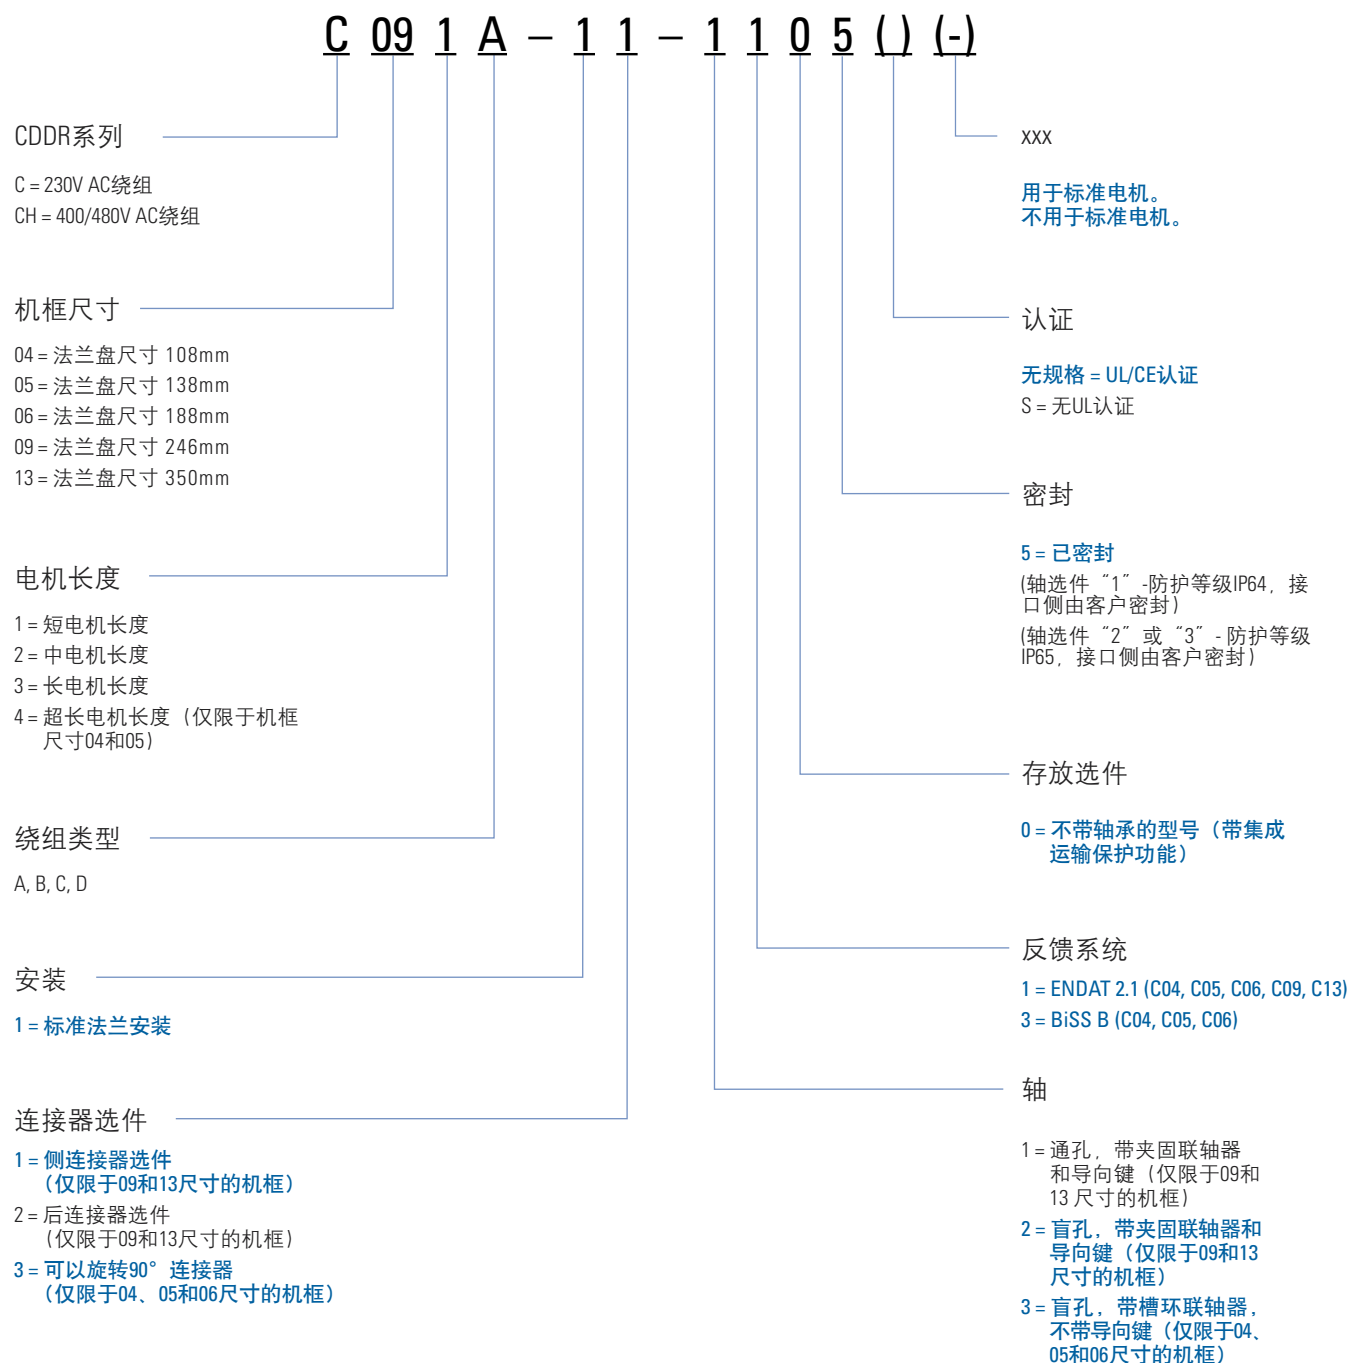 C 09 1 A – 1 1 – 1 1 0 5 ( ) (-)
CDDR系列
C = 230V AC绕组
CH = 400/480V AC绕组
机框尺寸
04 = 法兰盘尺寸 108mm
05 = 法兰盘尺寸 138mm
06 = 法兰盘尺寸 188mm
09 = 法兰盘尺寸 246mm
13 = 法兰盘尺寸 350mm
电机长度
1 = 短电机长度
2 = 中电机长度
3 = 长电机长度
4 = 超长电机长度（仅限于机框
尺寸04和05）
绕组类型
A, B, C, D
安装
1 = 标准法兰安装
连接器选件
1 = 侧连接器选件
（仅限于09和13尺寸的机框）
2 = 后连接器选件
（仅限于09和13尺寸的机框）
3 = 可以旋转90°连接器
（仅限于04、05和06尺寸的机框）
xxx
用于标准电机。
不用于标准电机。
认证
无规格 = UL/CE认证
S = 无UL认证
密封
5 = 已密封
(轴选件“1”-防护等级IP64，接
口侧由客户密封）
(轴选件“2”或“3”- 防护等级
IP65，接口侧由客户密封）
存放选件
0 = 不带轴承的型号（带集成
运输保护功能）
反馈系统
1 = ENDAT 2.1 (C04, C05, C06, C09, C13)
3 = BiSS B (C04, C05, C06)
轴
1 = 通孔，带夹固联轴器
和导向键（仅限于09和
13 尺寸的机框）
2 = 盲孔，带夹固联轴器和
导向键（仅限于09和13
尺寸的机框）
3 = 盲孔，带槽环联轴器，
不带导向键（仅限于04、
05和06尺寸的机框）